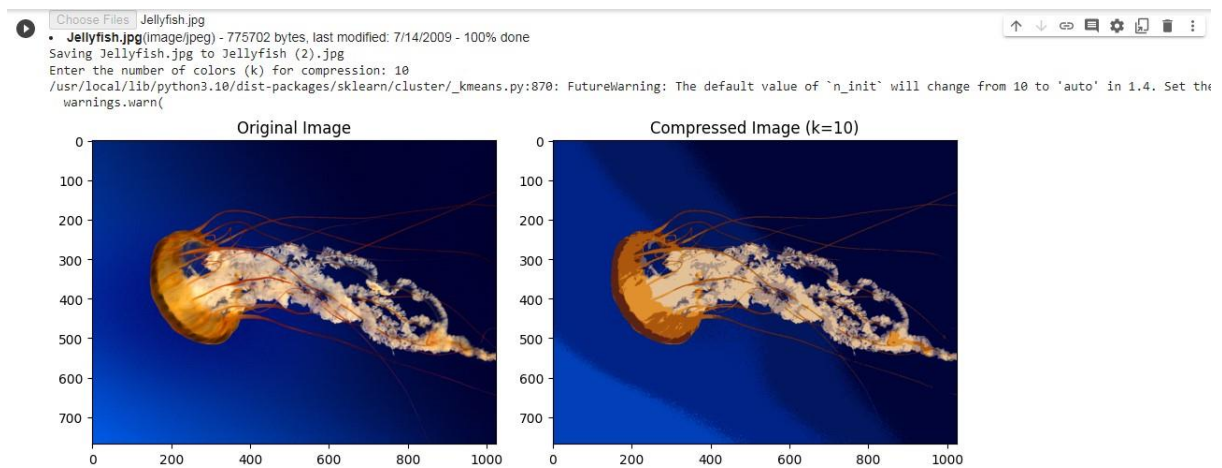 Choose Files Jellyfish.jpg
• Jellyfish.jpg(image/jpeg) - 775702 bytes, last modified: 7/14/2009 - 100% done
Saving Jellyfish.jpg to Jellyfish (2).jpg
Enter the number of colors (k) for compression: 10
/usr/local/lib/python3.10/dist-packages/sklearn/cluster/_kmeans.py:870: FutureWarning: The default value of `n_init` will change from 10 to 'auto' in 1.4. Set the
warnings.warn(
Original Image
0
100
200
300
400
500
600
700
0 200 400 600 800 1000
Compressed Image (k=10)
0
100
200
300
400
500
600
700
0 200 400 600 800 1000